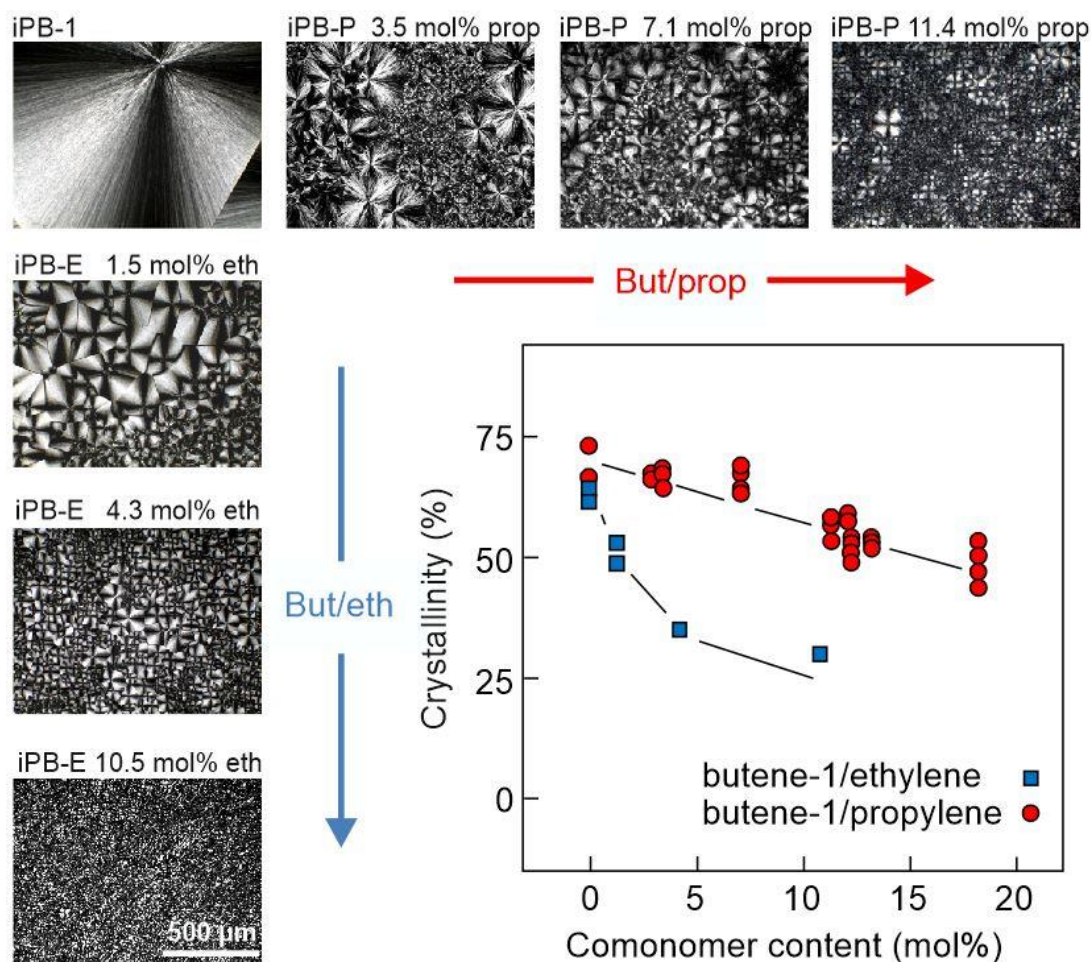 iPB-1
iPB-P 3.5 mol% prop
iPB-P 7.1 mol% prop
iPB-P 11.4 mol% prop
iPB-E 1.5 mol% eth
But/prop
iPB-E 4.3 mol% eth
But/eth
iPB-E 10.5 mol% eth
500 µm
Crystallinity (%)
75
50
25
0
butene-1/ethylene
butene-1/propylene
0 5 10 15 20
Comonomer content (mol%)